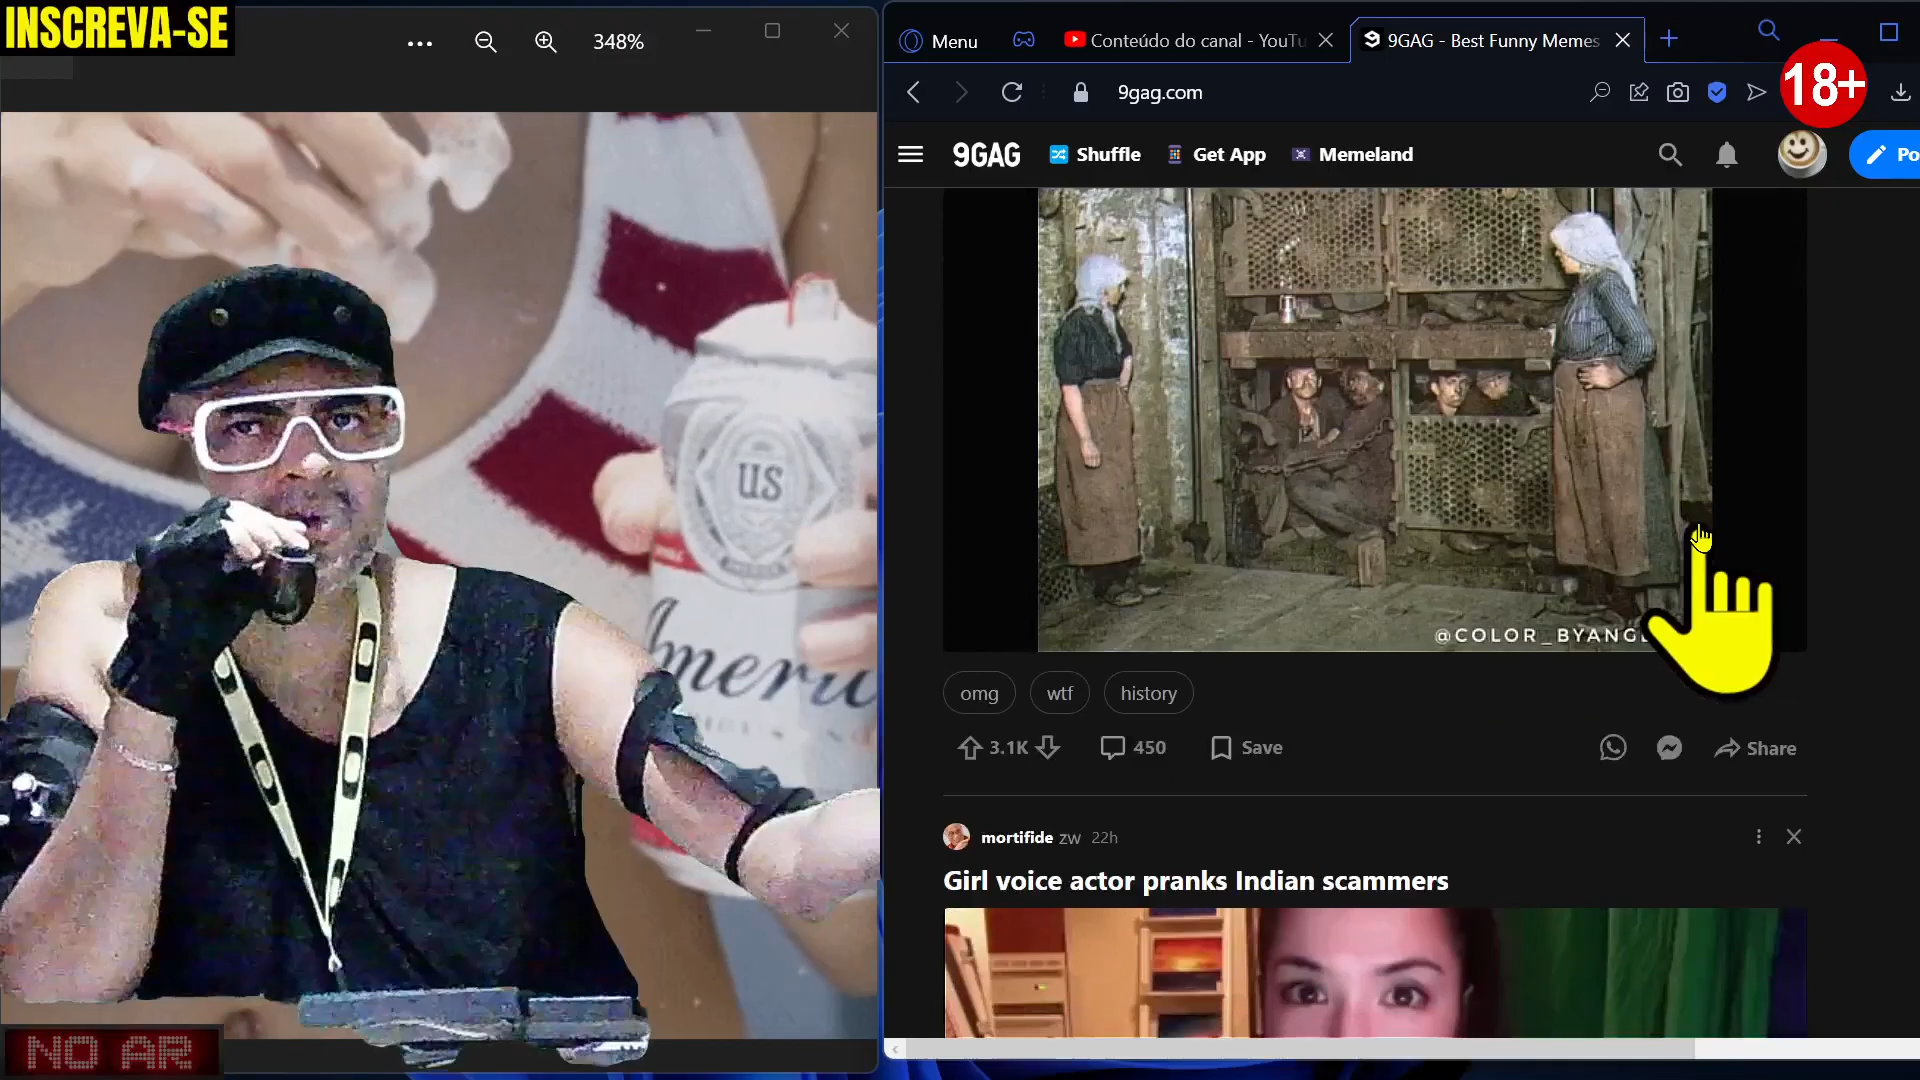 INSCREVA-SE
348%
Menu
Conteúdo do canal - YouTu
9GAG - Best Funny Memes
9gag.com
18+
9GAG
Shuffle
Get App
Memeland
Po
US
Ameri
@COLOR_BYANGE
omg
wtf
history
3.1K
450
Save
Share
mortifide zw 22h
Girl voice actor pranks Indian scammers
NO AR